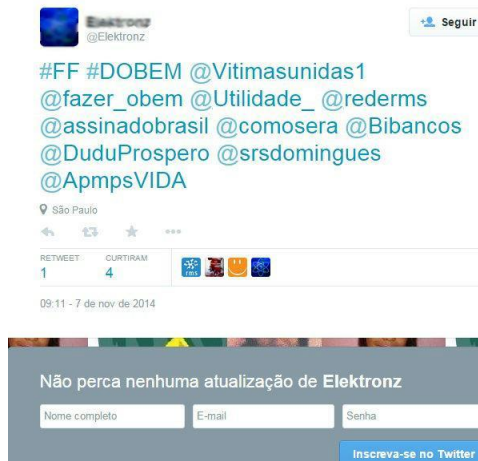 Seguir
@Elektronz
#FF #DOBEM @Vitimasunidas1
@fazer_obem @Utilidade_ @rederms
@assinadobrasil @comosera @Bibancos
@DuduProspero @srsdomingues
@ApmpsVIDA
São Paulo
RETWEET CURTIRAM
1 4
rms
09:11 - 7 de nov de 2014
Não perca nenhuma atualização de Elektronz
Nome completo E-mail Senha
Inscreva-se no Twitter